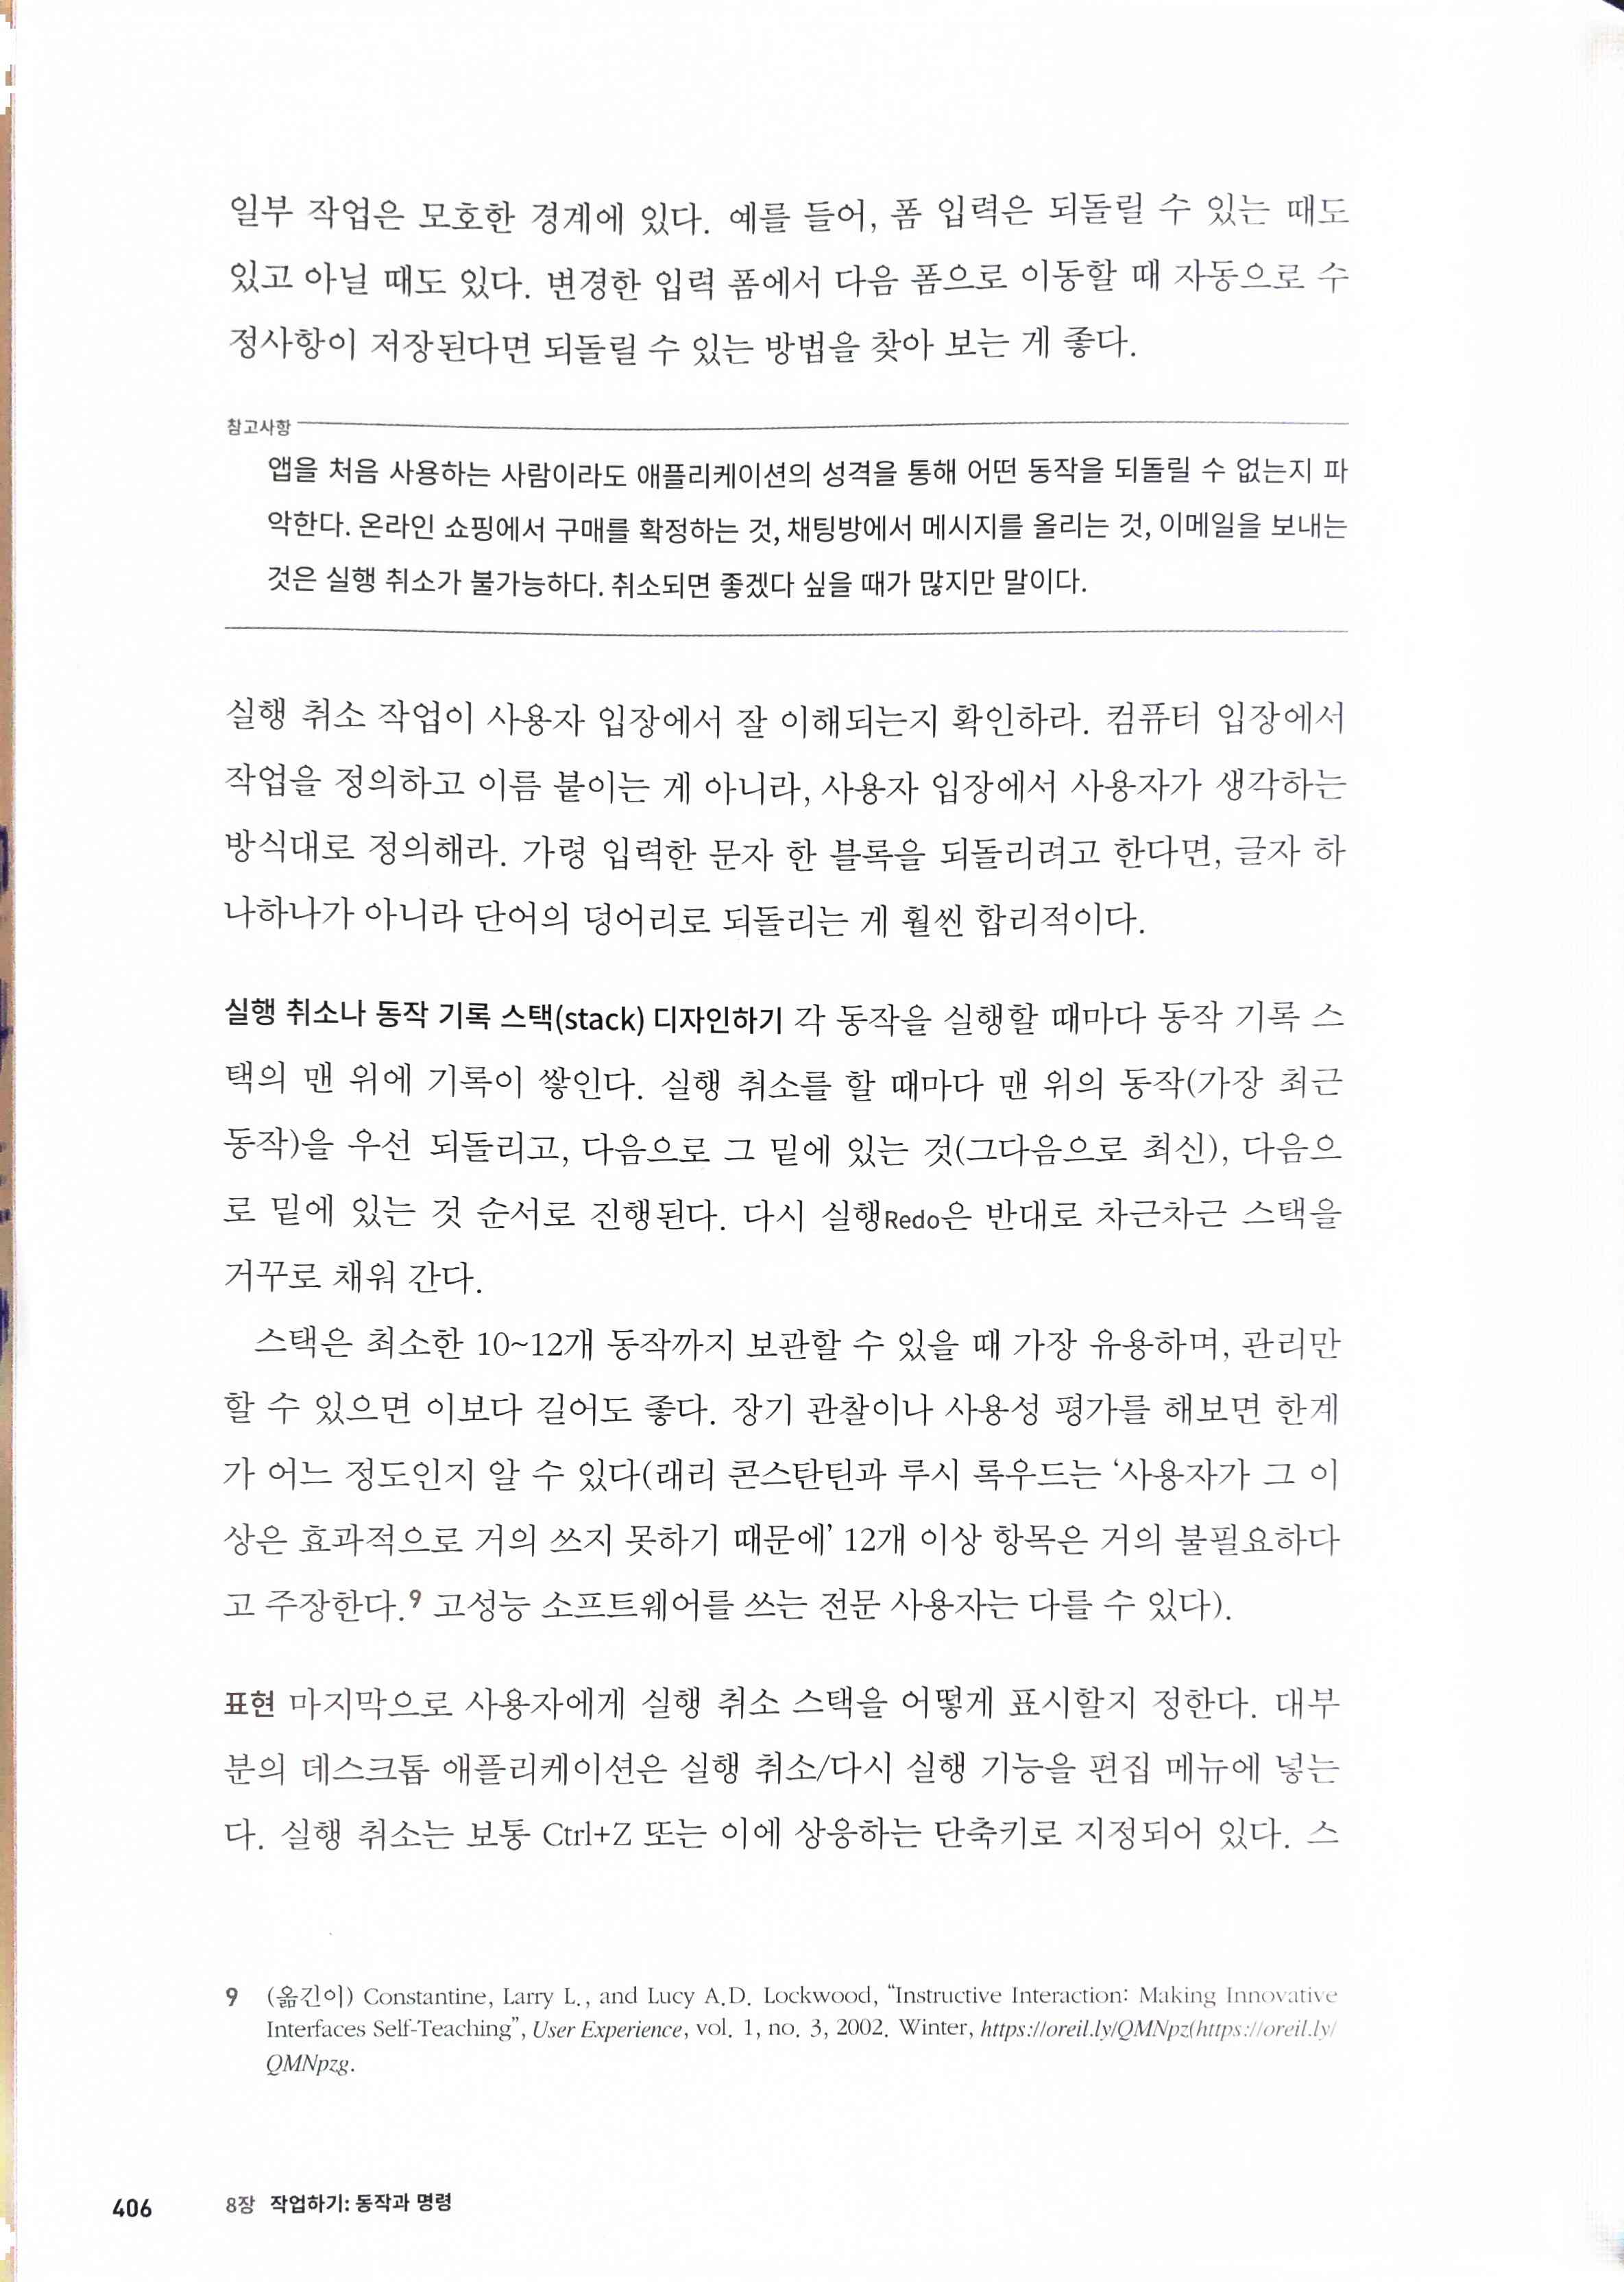 일부 작업은 모호한 경계에 있다. 예를 들어, 폼 입력은 되돌릴 수 있는 때도
있고 아닐 때도 있다. 변경한 입력 폼에서 다음 폼으로 이동할 때 자동으로 수
정사항이 저장된다면 되돌릴 수 있는 방법을 찾아 보는 게 좋다.
참고사항
앱을 처음 사용하는 사람이라도 애플리케이션의 성격을 통해 어떤 동작을 되돌릴 수 없는지 파
악한다. 온라인 쇼핑에서 구매를 확정하는 것, 채팅방에서 메시지를 올리는 것, 이메일을 보내는
것은 실행 취소가 불가능하다. 취소되면 좋겠다 싶을 때가 많지만 말이다.
실행 취소 작업이 사용자 입장에서 잘 이해되는지 확인하라. 컴퓨터 입장에서
작업을 정의하고 이름 붙이는 게 아니라, 사용자 입장에서 사용자가 생각하는
방식대로 정의해라. 가령 입력한 문자 한 블록을 되돌리려고 한다면, 글자 하
나하나가 아니라 단어의 덩어리로 되돌리는 게 훨씬 합리적이다.
실행 취소나 동작 기록 스택(stack) 디자인하기 각 동작을 실행할 때마다 동작 기록 스
택의 맨 위에 기록이 쌓인다. 실행 취소를 할 때마다 맨 위의 동작(가장 최근
동작)을 우선 되돌리고, 다음으로 그 밑에 있는 것(그다음으로 최신), 다음으
로 밑에 있는 것 순서로 진행된다. 다시 실행Redo은 반대로 차근차근 스택을
거꾸로 채워 간다.
스택은 최소한 10~12개 동작까지 보관할 수 있을 때 가장 유용하며, 관리만
할 수 있으면 이보다 길어도 좋다. 장기 관찰이나 사용성 평가를 해보면 한계
가 어느 정도인지 알 수 있다(래리 콘스탄틴과 루시 록우드는 ‘사용자가 그 이
상은 효과적으로 거의 쓰지 못하기 때문에’ 12개 이상 항목은 거의 불필요하다
고 주장한다.9 고성능 소프트웨어를 쓰는 전문 사용자는 다를 수 있다).
표현 마지막으로 사용자에게 실행 취소 스택을 어떻게 표시할지 정한다. 대부
분의 데스크톱 애플리케이션은 실행 취소/다시 실행 기능을 편집 메뉴에 넣는
다. 실행 취소는 보통 Ctrl+Z 또는 이에 상응하는 단축키로 지정되어 있다. 스
9 (옮긴이) Constantine, Larry L., and Lucy A.D. Lockwood, “Instructive Interaction: Making Innovative
Interfaces Self-Teaching”, User Experience, vol. 1, no. 3, 2002. Winter, https://oreil.ly/QMNpz(https://oreil.ly/
QMNpzg.
406 8장 작업하기: 동작과 명령